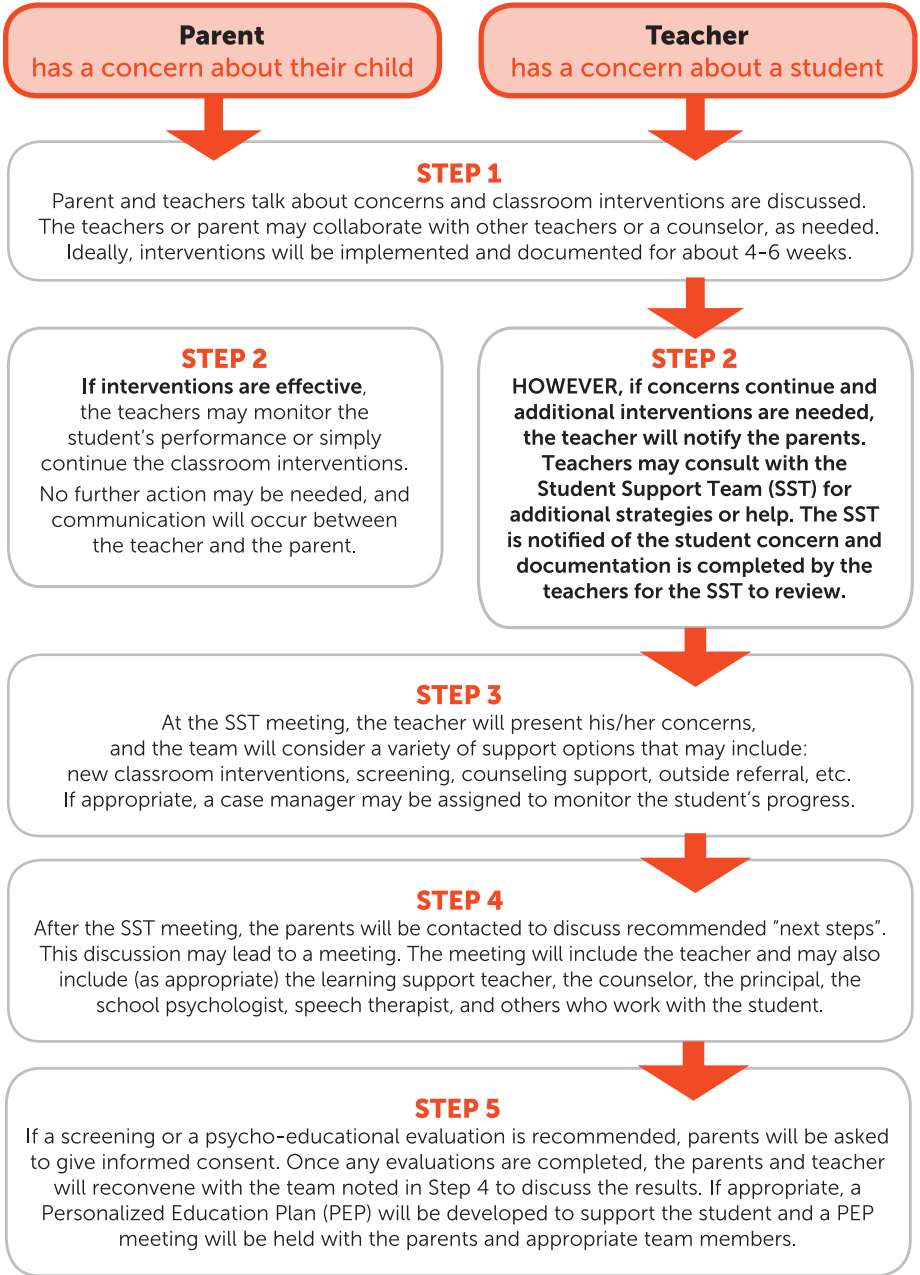 Parent
has a concern about their child
Teacher
has a concern about a student
STEP 1
Parent and teachers talk about concerns and classroom interventions are discussed.
The teachers or parent may collaborate with other teachers or a counselor, as needed.
Ideally, interventions will be implemented and documented for about 4-6 weeks.
STEP 2
If interventions are effective,
the teachers may monitor the
student's performance or simply
continue the classroom interventions.
No further action may be needed, and
communication will occur between
the teacher and the parent.
STEP 2
HOWEVER, if concerns continue and
additional interventions are needed,
the teacher will notify the parents.
Teachers may consult with the
Student Support Team (SST) for
additional strategies or help. The SST
is notified of the student concern and
documentation is completed by the
teachers for the SST to review.
STEP 3
At the SST meeting, the teacher will present his/her concerns,
and the team will consider a variety of support options that may include:
new classroom interventions, screening, counseling support, outside referral, etc.
If appropriate, a case manager may be assigned to monitor the student's progress.
STEP 4
After the SST meeting, the parents will be contacted to discuss recommended “next steps”.
This discussion may lead to a meeting. The meeting will include the teacher and may also
include (as appropriate) the learning support teacher, the counselor, the principal, the
school psychologist, speech therapist, and others who work with the student.
STEP 5
If a screening or a psycho-educational evaluation is recommended, parents will be asked
to give informed consent. Once any evaluations are completed, the parents and teacher
will reconvene with the team noted in Step 4 to discuss the results. If appropriate, a
Personalized Education Plan (PEP) will be developed to support the student and a PEP
meeting will be held with the parents and appropriate team members.